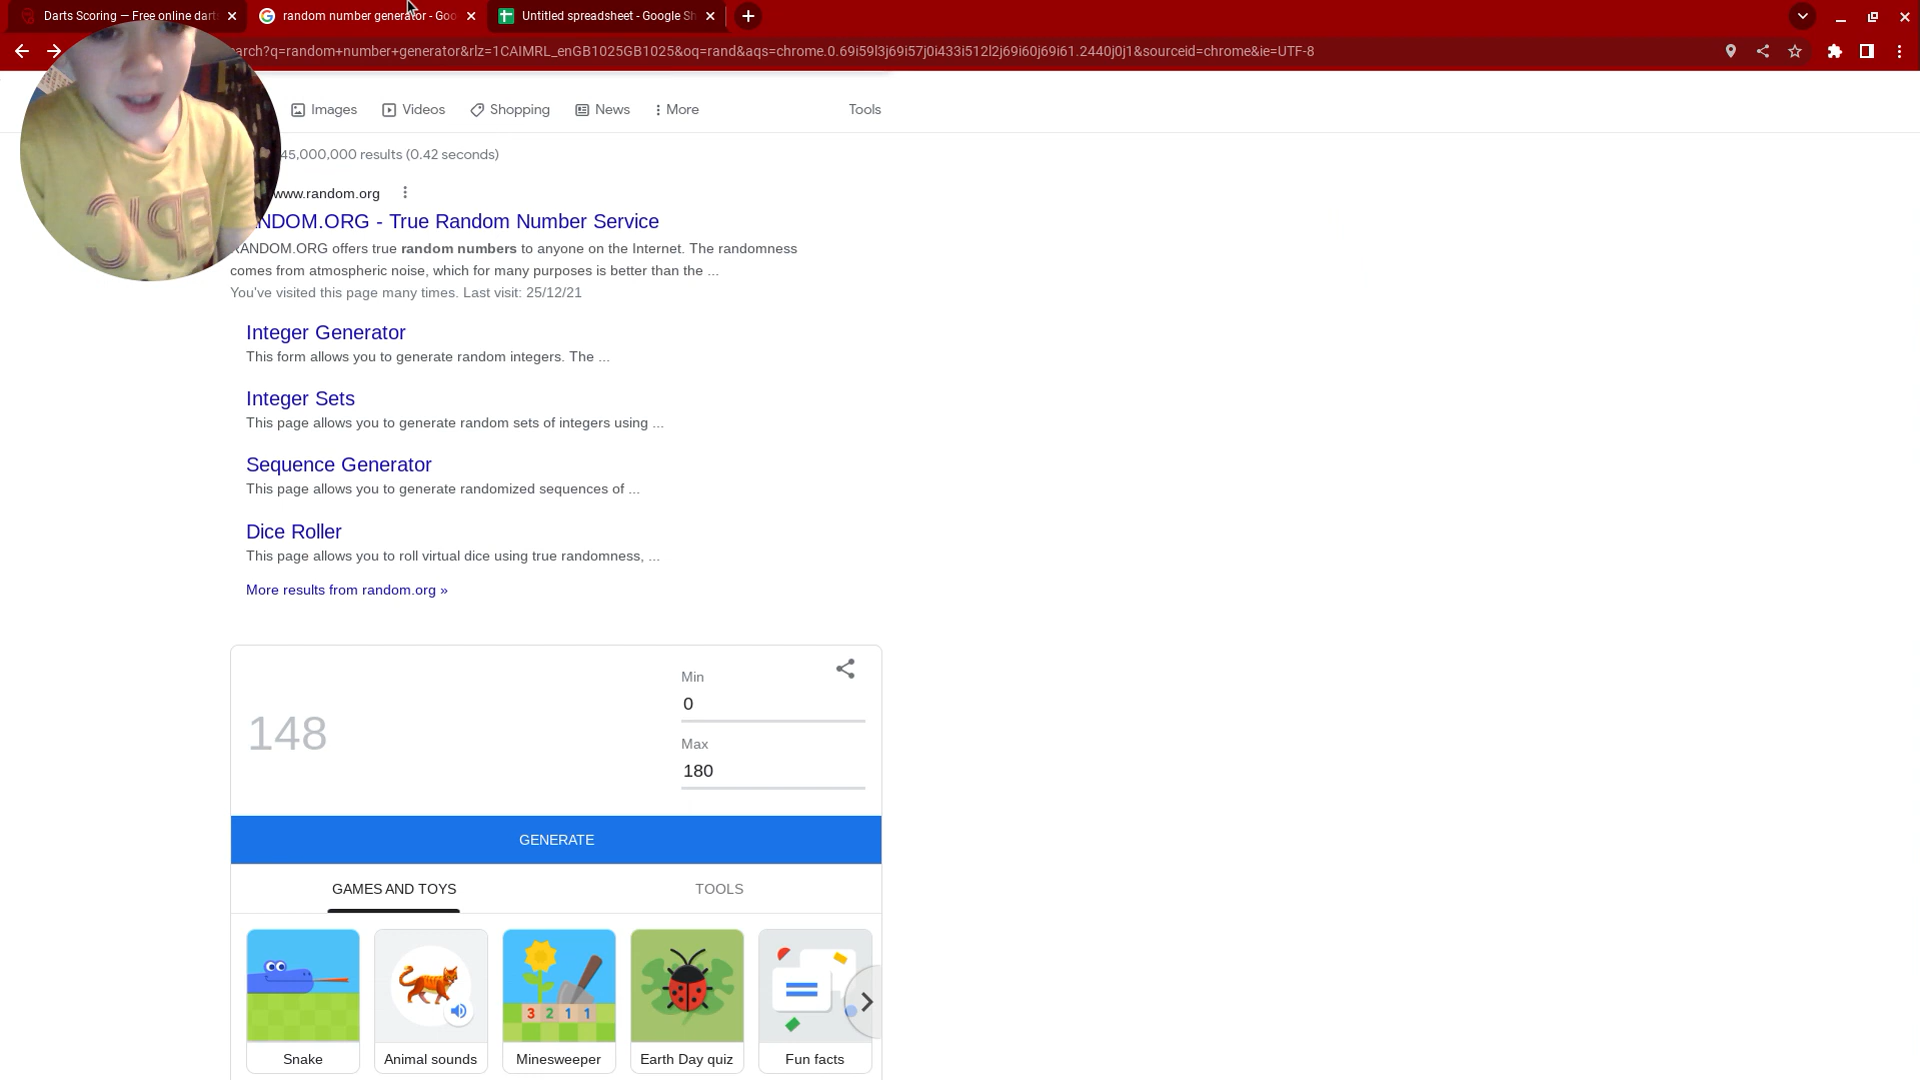 Darts Scoring — Free online dart
random number generator - Goo
Untitled spreadsheet - Google Sh
arch?q=random+number+generator&rlz=1CAIMRL_enGB1025GB1025&oq=rand&aqs=chrome.0.69i59l3j69i57j0i433i512l2j69i60j69i61.2440j0j1&sourceid=chrome&ie=UTF-8
Images
Videos
Shopping
News
More
Tools
45,000,000 results (0.42 seconds)
www.random.org
NDOM.ORG - True Random Number Service
RANDOM.ORG offers true random numbers to anyone on the Internet. The randomness
comes from atmospheric noise, which for many purposes is better than the ...
You've visited this page many times. Last visit: 25/12/21
Integer Generator
This form allows you to generate random integers. The ...
Integer Sets
This page allows you to generate random sets of integers using ...
Sequence Generator
This page allows you to generate randomized sequences of ...
Dice Roller
This page allows you to roll virtual dice using true randomness, ...
More results from random.org »
148
Min
0
Max
180
GENERATE
GAMES AND TOYS
TOOLS
3 2 1 1
Snake
Animal sounds
Minesweeper
Earth Day quiz
Fun facts